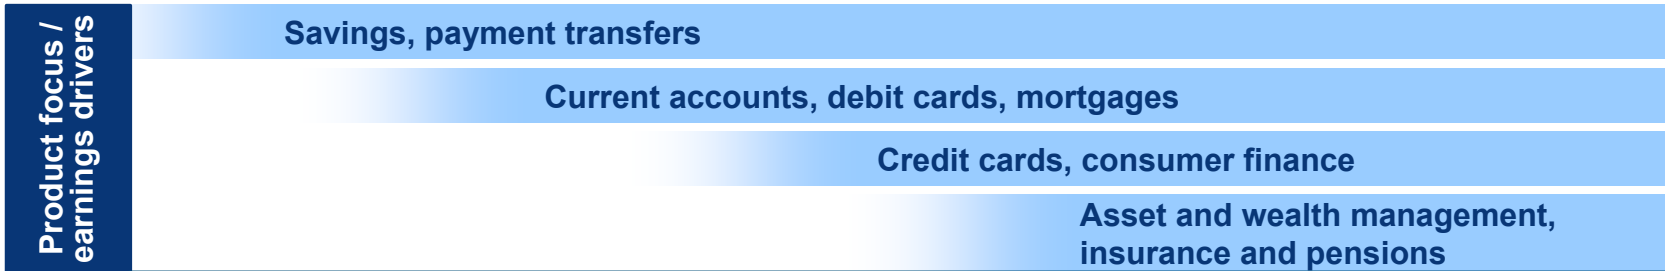 Product focus /
earnings drivers
Savings, payment transfers
Current accounts, debit cards, mortgages
Credit cards, consumer finance
Asset and wealth management,
insurance and pensions